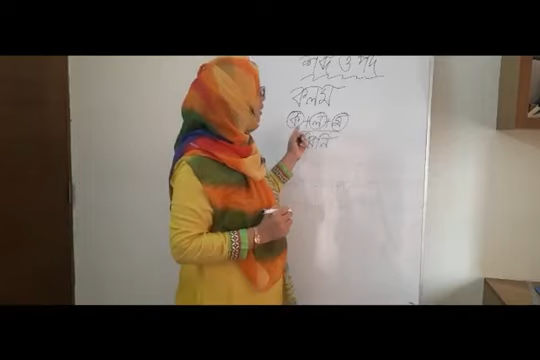 শব্দ ও পদ
কলম
ক + ল + ম
ধ্বনি